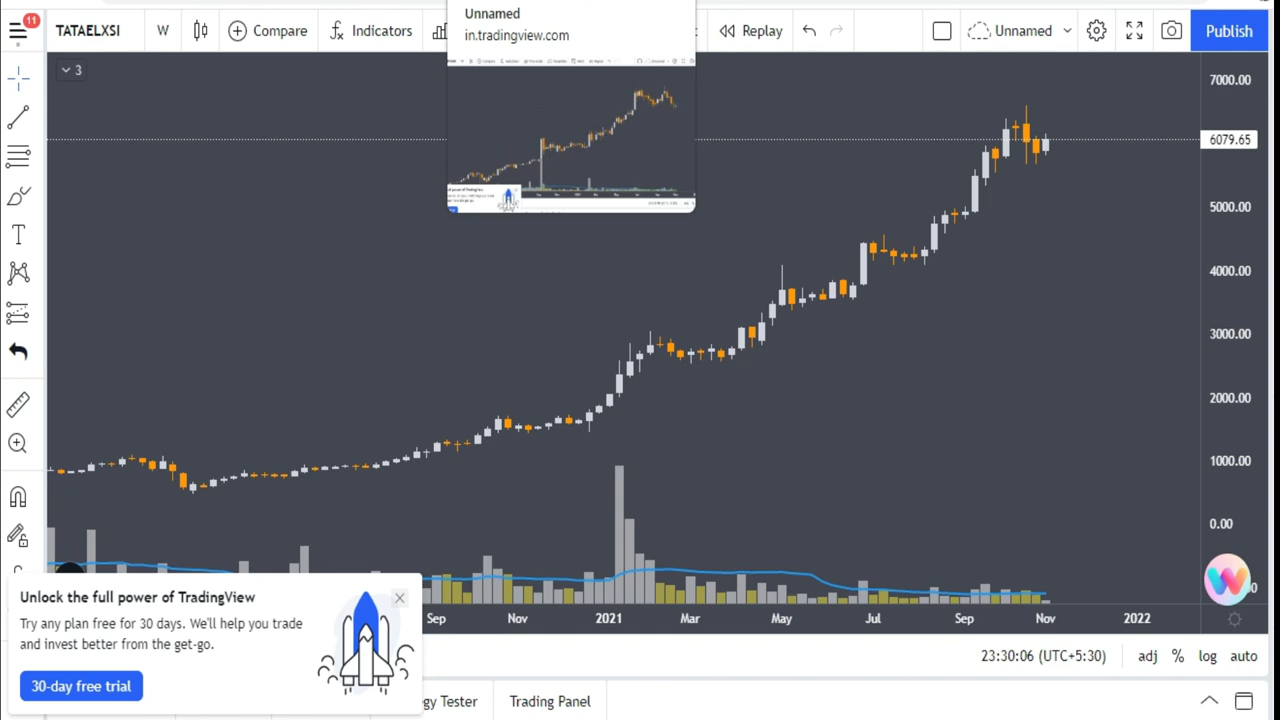 Unnamed
in.tradingview.com
11
TATAELXSI
W
Compare
Indicators
Replay
Unnamed
Publish
3
7000.00
6079.65
5000.00
4000.00
3000.00
2000.00
1000.00
0.00
Unlock the full power of TradingView
Try any plan free for 30 days. We'll help you trade
and invest better from the get-go.
30-day free trial
Sep
Nov
2021
Mar
May
Jul
Sep
Nov
2022
23:30:06 (UTC+5:30)
adj
%
log
auto
Tester
Trading Panel